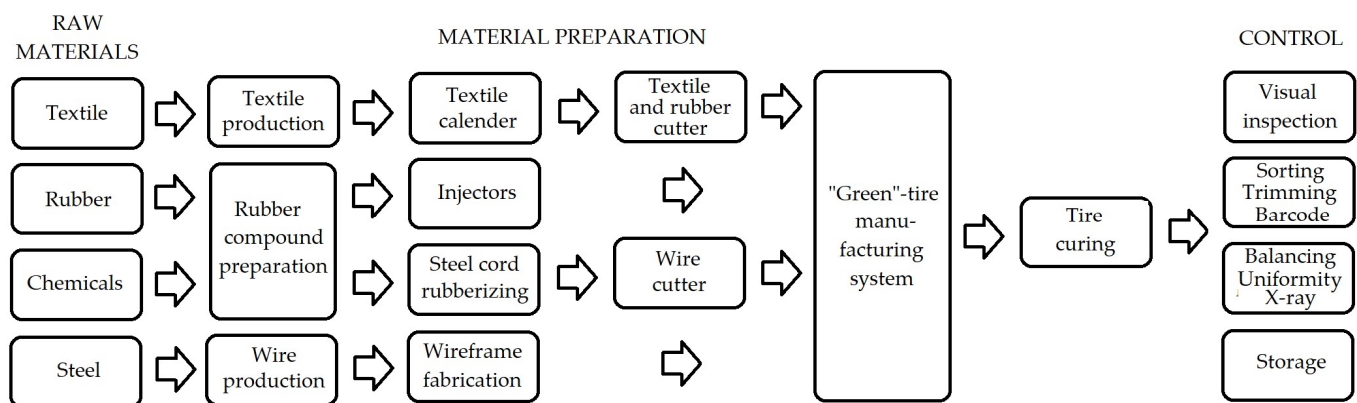 RAW
MATERIALS
MATERIAL PREPARATION
CONTROL
Textile
Textile
production
Textile
calender
Textile
and rubber
cutter
Rubber
Rubber
compound
preparation
Injectors
Chemicals
Steel cord
rubberizing
Wire
cutter
Steel
Wire
production
Wireframe
fabrication
"Green"-tire
manu-
facturing
system
Tire
curing
Visual
inspection
Sorting
Trimming
Barcode
Balancing
Uniformity
X-ray
Storage